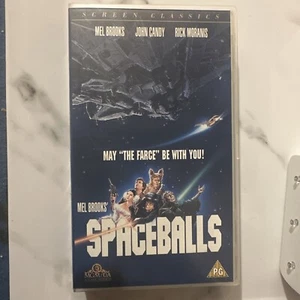 SCREEN CLASSICS
MEL BROOKS JOHN CANDY RICK MORANIS
MAY "THE FARCE" BE WITH YOU!
MEL BROOKS'
SPACEBALLS
PG